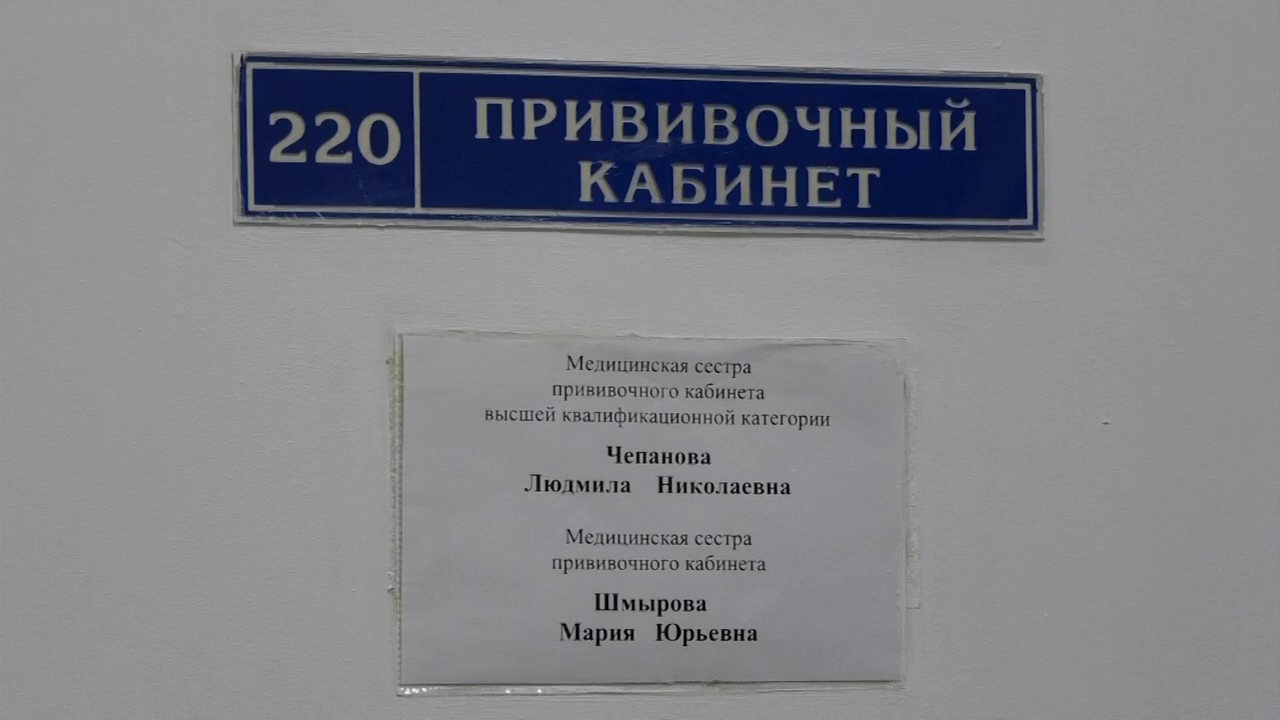 220
ПРИВИВОЧНЫЙ
КАБИНЕТ
Медицинская сестра
прививочного кабинета
высшей квалификационной категории
Чепанова
Людмила Николаевна
Медицинская сестра
прививочного кабинета
Шмырова
Мария Юрьевна